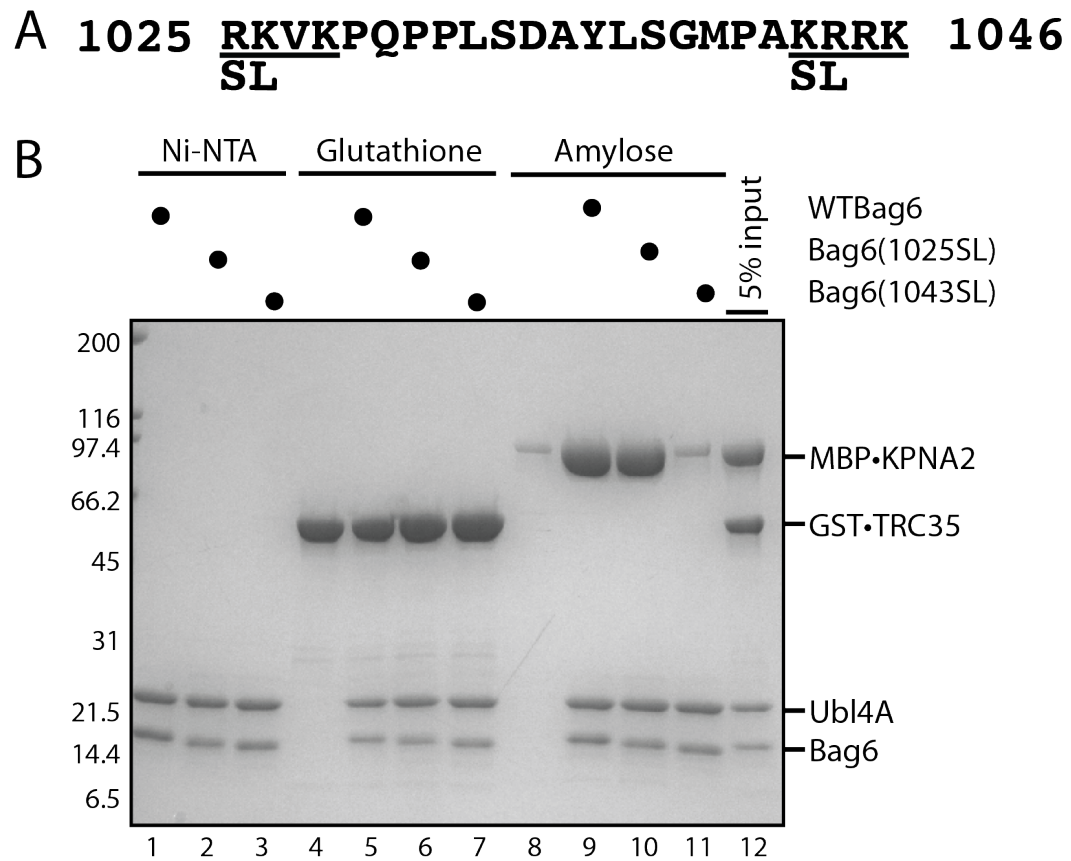 A 1025 RKVKPQPPLSDAYLSGMPAKRRK 1046
SL SL
B Ni-NTA Glutathione Amylose
5% input
WTBag6
Bag6(1025SL)
Bag6(1043SL)
200
116
97.4
66.2
45
31
21.5
14.4
6.5
MBP•KPNA2
GST•TRC35
Ubl4A
Bag6
1 2 3 4 5 6 7 8 9 10 11 12